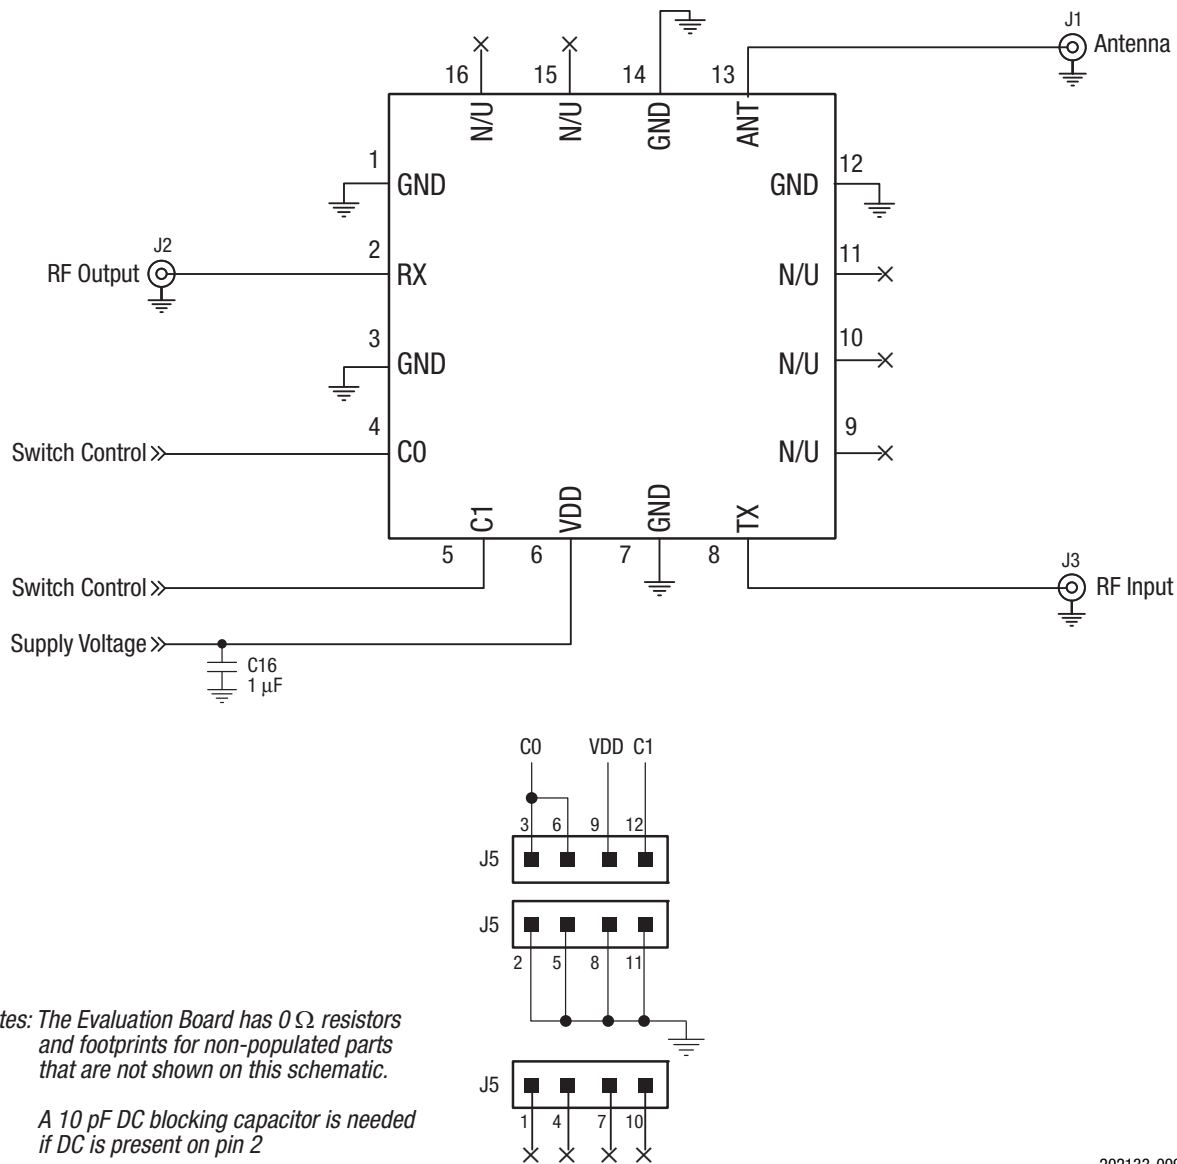 J1
Antenna
16
15
14
13
N/U
N/U
GND
ANT
1
GND
12
GND
J2
RF Output
2
RX
11
N/U
3
GND
10
N/U
Switch Control
4
C0
9
N/U
C1
VDD
GND
TX
5
6
7
8
Switch Control
J3
RF Input
Supply Voltage
C16
1 µF
C0
VDD
C1
3
6
9
12
J5
J5
2
5
8
11
tes: The Evaluation Board has 0 Ω resistors
and footprints for non-populated parts
that are not shown on this schematic.
J5
1
4
7
10
A 10 pF DC blocking capacitor is needed
if DC is present on pin 2